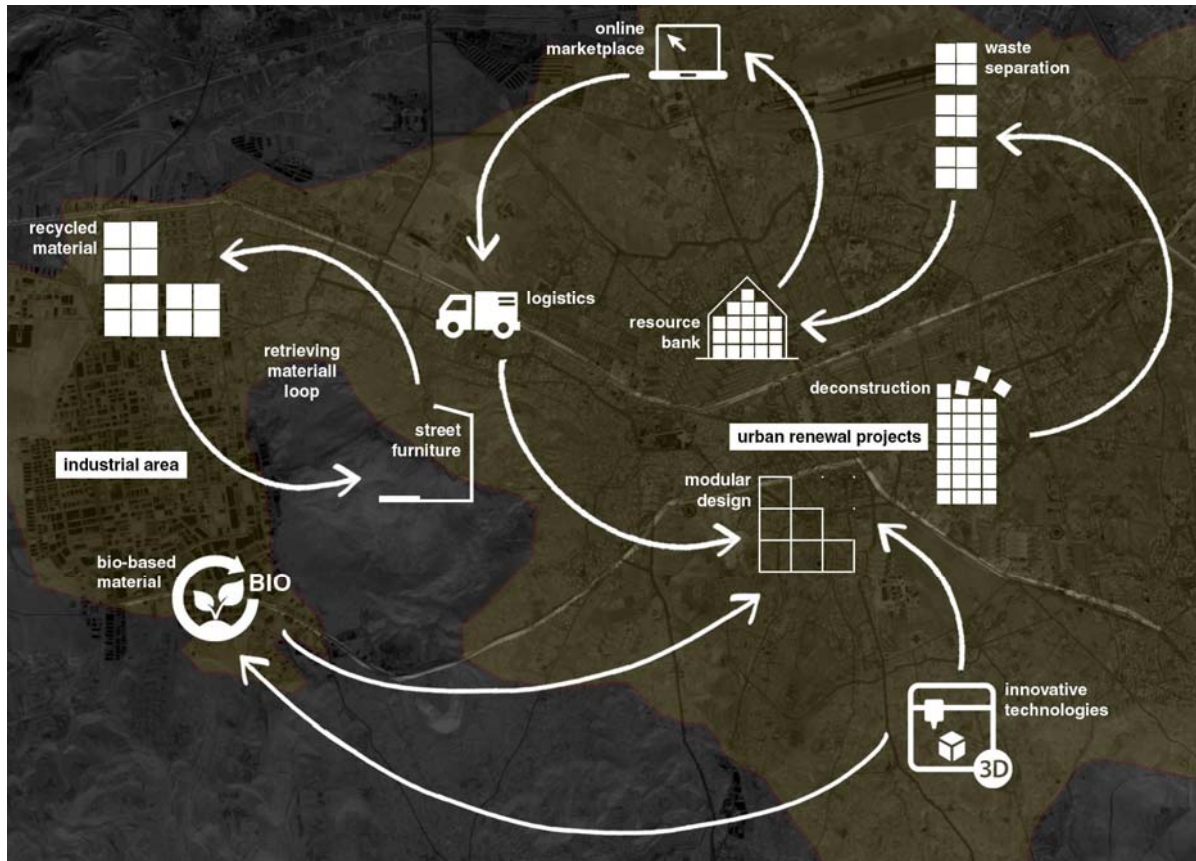 online
marketplace
waste
separation
recycled
material
logistics
resource
bank
retrieving
materiall
loop
deconstruction
street
furniture
urban renewal projects
industrial area
modular
design
bio-based
material
BIO
innovative
technologies
3D